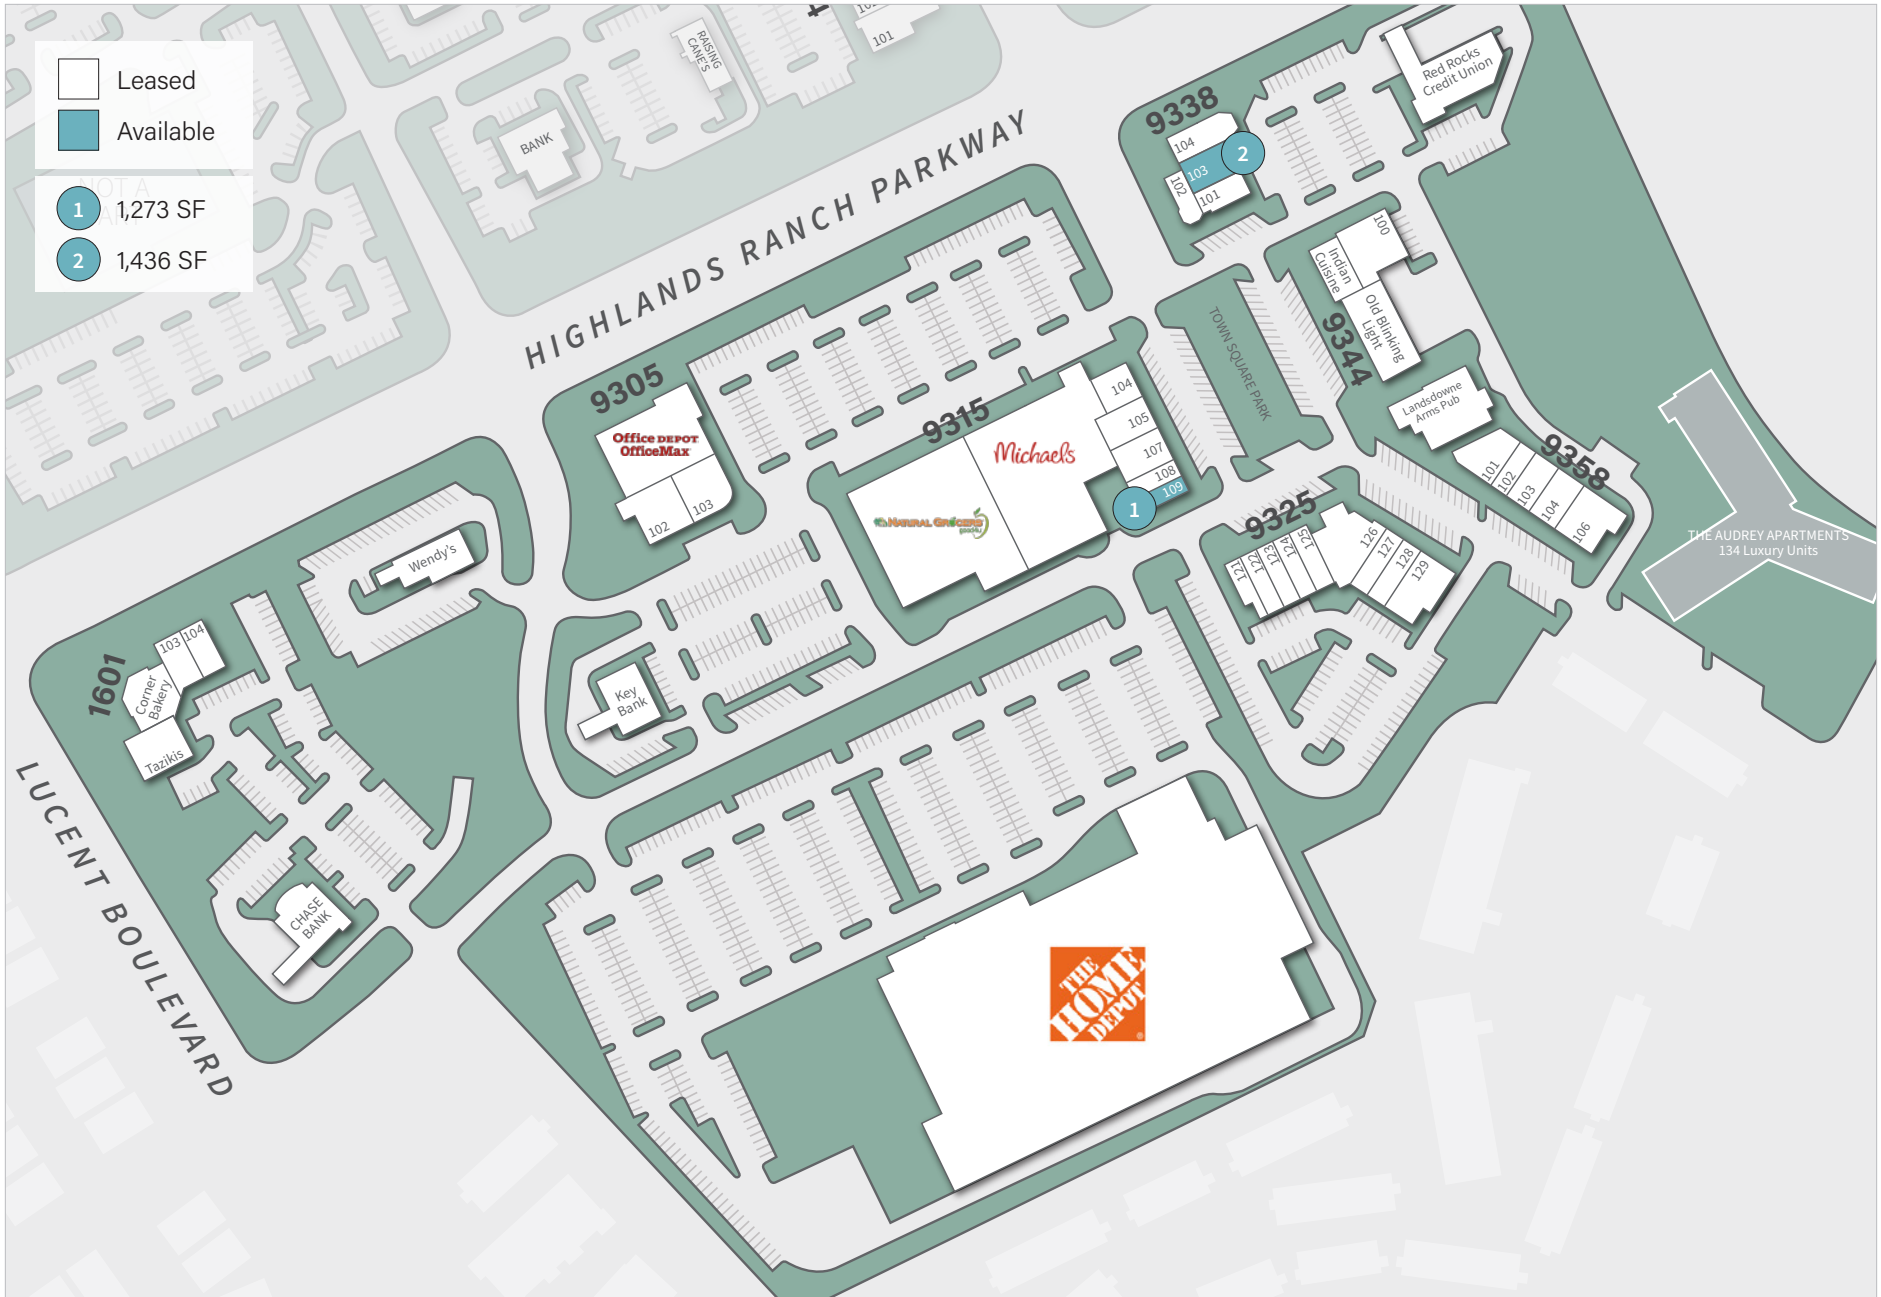 Leased
Available
NOT A
1 1,273 SF
2 1,436 SF
RAISING
CANE'S
101
BANK
HIGHLANDS RANCH PARKWAY
LUCENT BOULEVARD
9338
104
103
102
101
2
Red Rocks
Credit Union
100
Indian
Cuisine
Old Blinking
Light
9344
TOWN SQUARE PARK
Landsdowne
Arms Pub
9358
101
102
103
104
106
THE AUDREY APARTMENTS
134 Luxury Units
9305
Office DEPOT
OfficeMax
102
103
9315
NATURAL GROCERS
Michaels
104
105
107
108
109
1
9325
121
122
123
124
125
126
127
128
129
Wendy's
1601
103
104
Corner
Bakery
Tazikis
Key
Bank
CHASE
BANK
THE
HOME
DEPOT